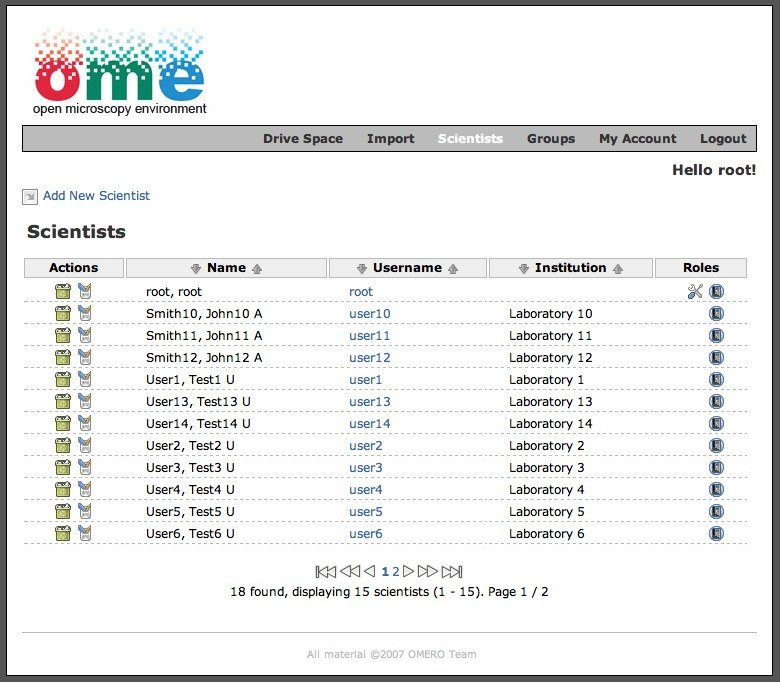 ome
open microscopy environment
Drive Space Import Scientists Groups My Account Logout
Hello root!
Add New Scientist
Scientists
Actions Name Username Institution Roles
root, root root
Smith10, John10 A user10 Laboratory 10
Smith11, John11 A user11 Laboratory 11
Smith12, John12 A user12 Laboratory 12
User1, Test1 U user1 Laboratory 1
User13, Test13 U user13 Laboratory 13
User14, Test14 U user14 Laboratory 14
User2, Test2 U user2 Laboratory 2
User3, Test3 U user3 Laboratory 3
User4, Test4 U user4 Laboratory 4
User5, Test5 U user5 Laboratory 5
User6, Test6 U user6 Laboratory 6
1 2
18 found, displaying 15 scientists (1 - 15). Page 1 / 2
All material ©2007 OMERO Team